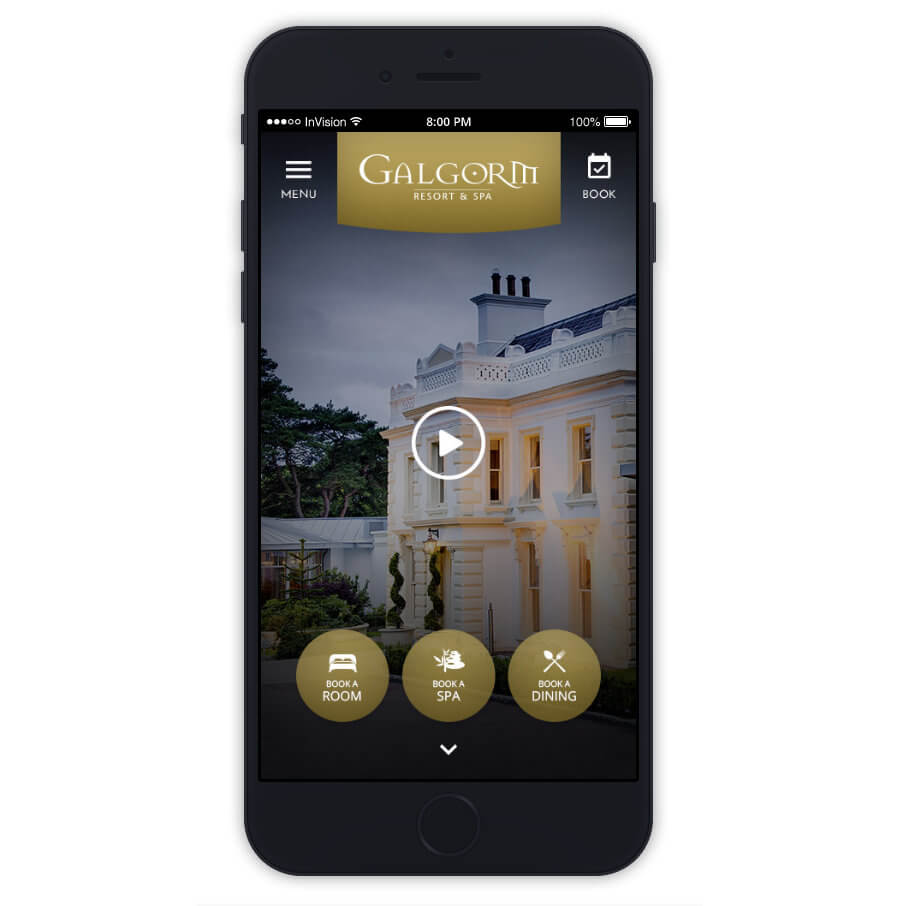 InVision 8:00 PM 100%
MENU
GALGORM
RESORT & SPA
BOOK
BOOK A
ROOM
BOOK A
SPA
BOOK A
DINING